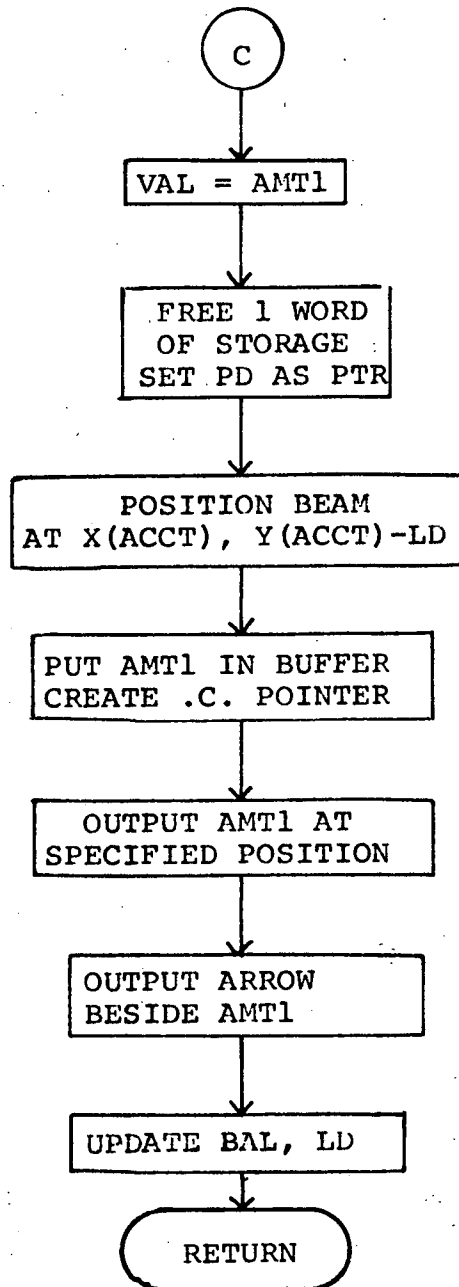 C
VAL = AMT1
FREE 1 WORD
OF STORAGE
SET PD AS PTR
POSITION BEAM
AT X(ACCT), Y(ACCT)-LD
PUT AMT1 IN BUFFER
CREATE .C. POINTER
OUTPUT AMT1 AT
SPECIFIED POSITION
OUTPUT ARROW
BESIDE AMT1
UPDATE BAL, LD
RETURN